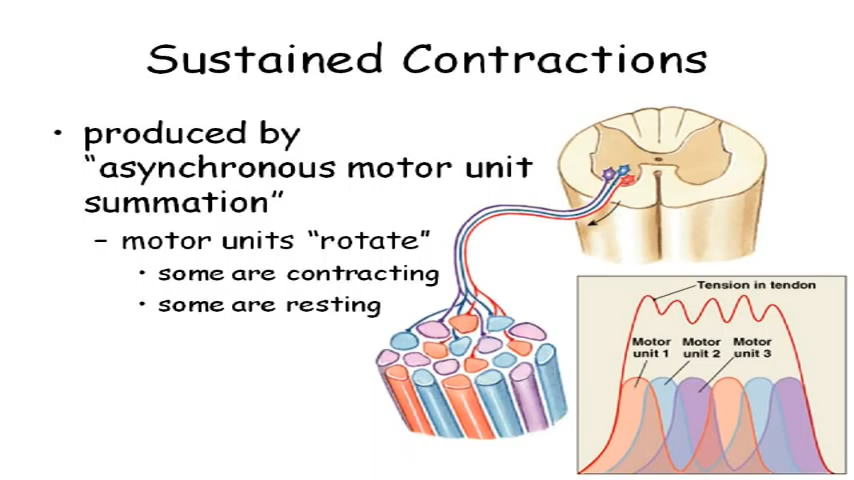 Sustained Contractions
• produced by
“asynchronous motor unit
summation”
– motor units “rotate”
• some are contracting
• some are resting
Tension in tendon
Motor unit 1
Motor unit 2
Motor unit 3